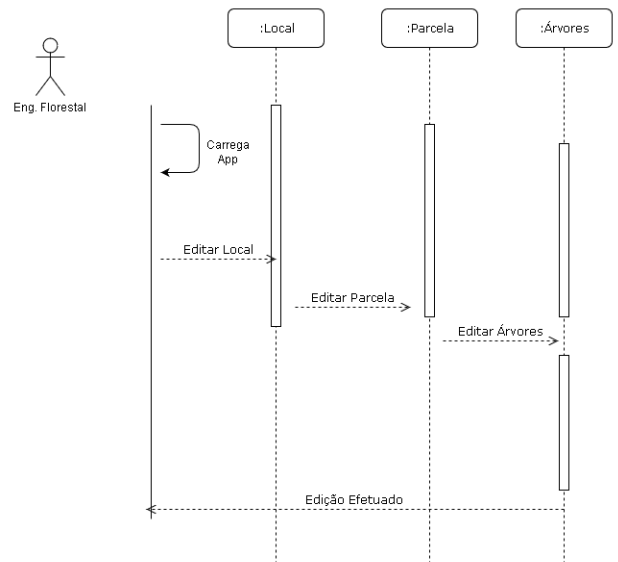 :Local
:Parcela
:Árvores
Eng. Florestal
Carrega
App
Editar Local
Editar Parcela
Editar Árvores
Edição Efetuado